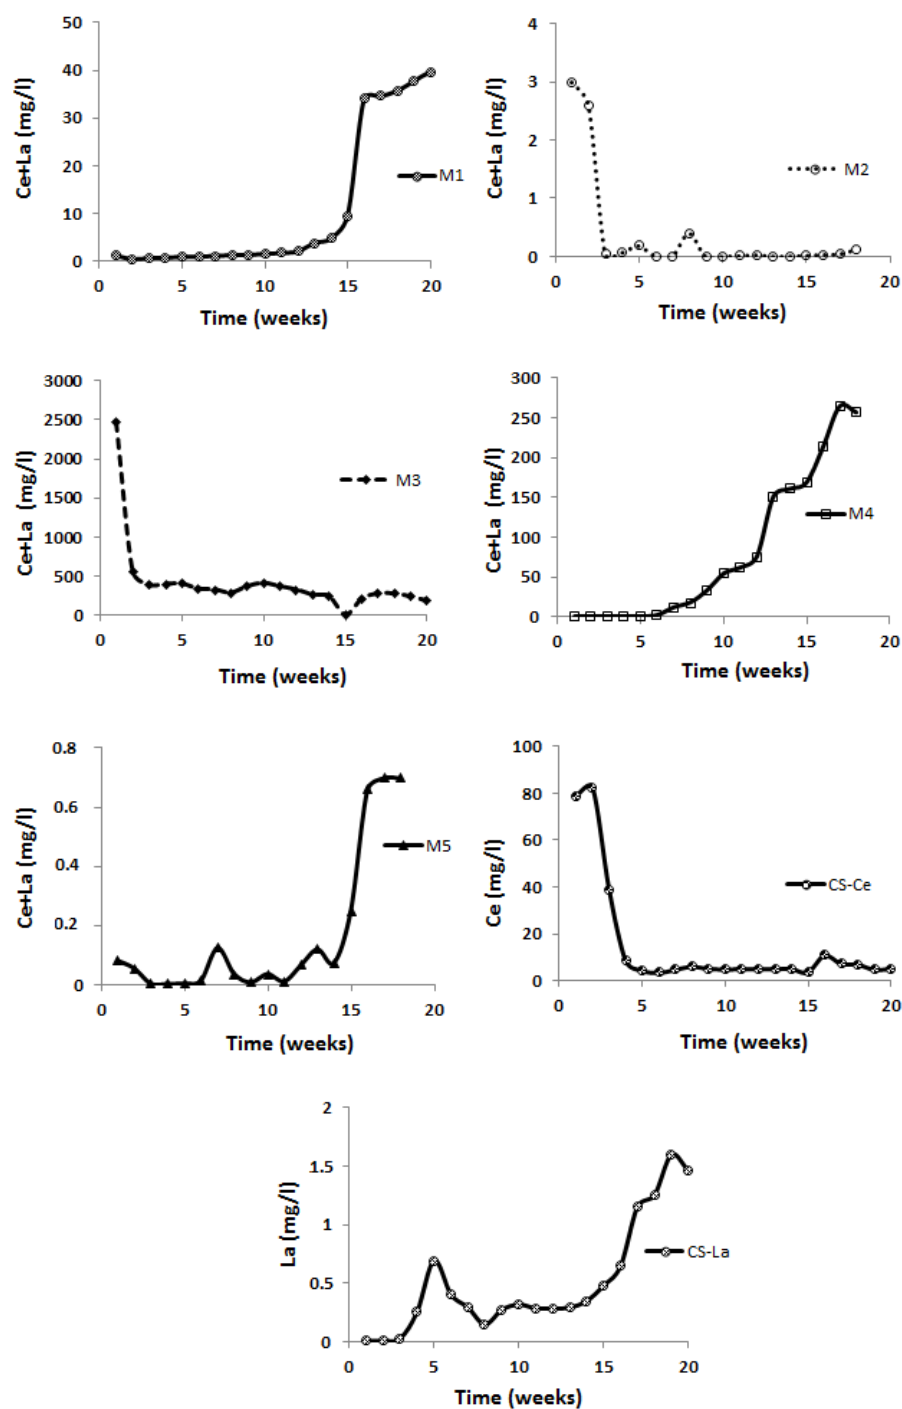 Ce+La (mg/l)
50
40
30
20
10
0
0 5 10 15 20
Time (weeks)
M1
Ce+La (mg/l)
4
3
2
1
0
0 5 10 15 20
Time (weeks)
M2
Ce+La (mg/l)
3000
2500
2000
1500
1000
500
0
0 5 10 15 20
Time (weeks)
M3
Ce+La (mg/l)
300
250
200
150
100
50
0
0 5 10 15 20
Time (weeks)
M4
Ce+La (mg/l)
0.8
0.6
0.4
0.2
0
0 5 10 15 20
Time (weeks)
M5
Ce (mg/l)
100
80
60
40
20
0
0 5 10 15 20
Time (weeks)
CS-Ce
La (mg/l)
2
1.5
1
0.5
0
0 5 10 15 20
Time (weeks)
CS-La